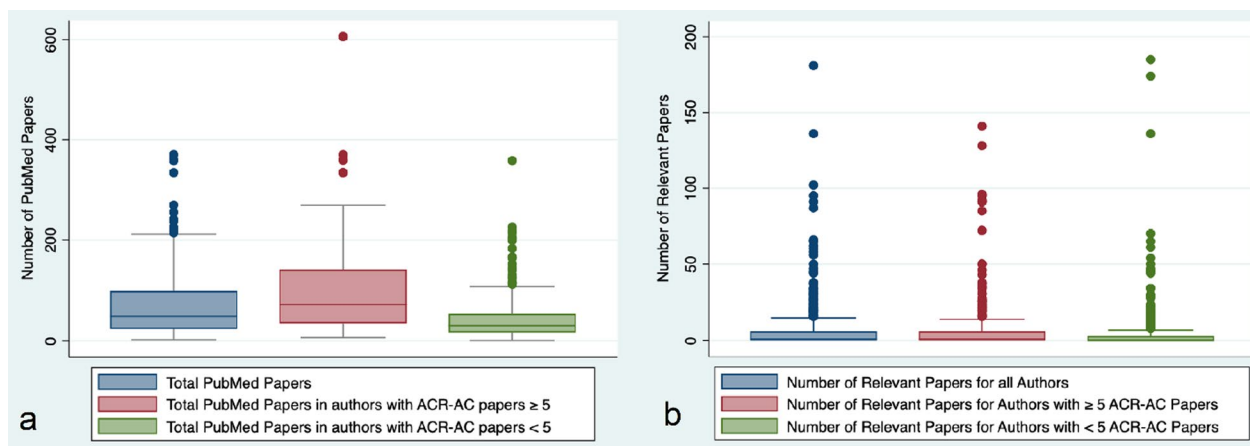 Number of PubMed Papers
600
400
200
0
Total PubMed Papers
Total PubMed Papers in authors with ACR-AC papers ≥ 5
Total PubMed Papers in authors with ACR-AC papers < 5
a
Number of Relevant Papers
200
150
100
50
0
Number of Relevant Papers for all Authors
Number of Relevant Papers for Authors with ≥ 5 ACR-AC Papers
Number of Relevant Papers for Authors with < 5 ACR-AC Papers
b